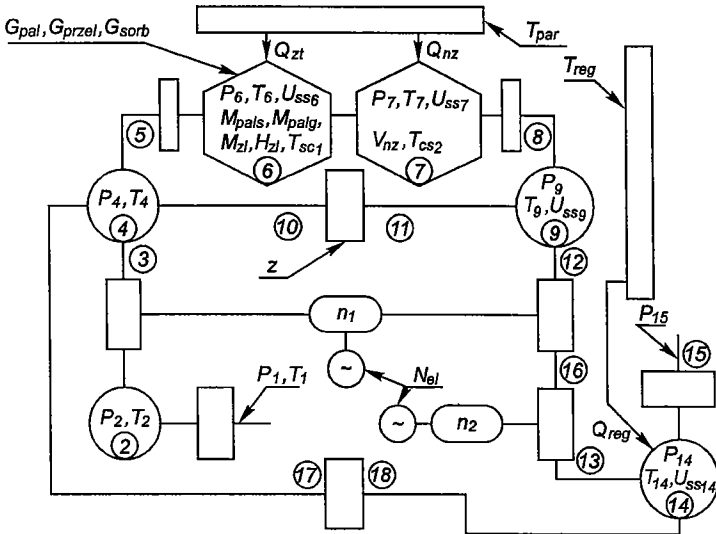 G_pal, G_przel, G_sorb
T_par
Q_zt
Q_nz
T_reg
P_6, T_6, U_ss6
M_pals, M_palg,
M_zl, H_zl, T_sc1
6
P_7, T_7, U_ss7
V_nz, T_cs2
7
5
8
P_4, T_4
4
P_9
T_9, U_ss9
9
10
11
3
z
12
n_1
P_15
15
~
N_el
16
P_1, T_1
P_2, T_2
2
~
n_2
Q_reg
13
17
18
P_14
T_14, U_ss14
14